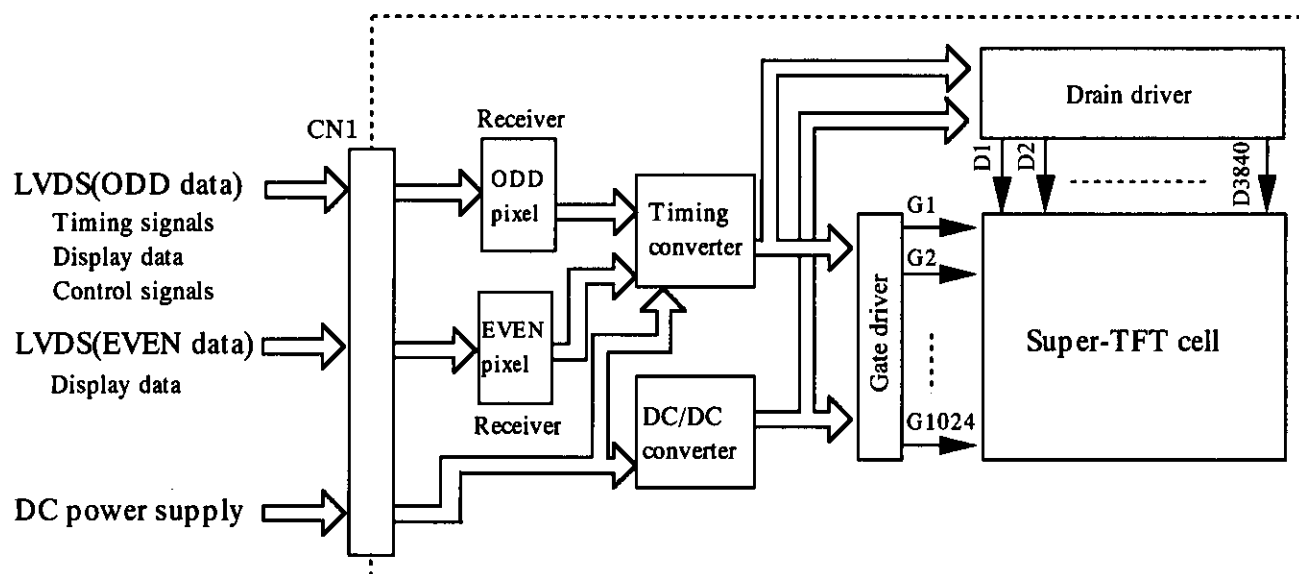 Drain driver
CN1
Receiver
D1
D2
D3840
LVDS(ODD data)
Timing signals
Display data
Control signals
ODD
pixel
Timing
converter
G1
G2
LVDS(EVEN data)
Display data
EVEN
pixel
Receiver
Gate driver
Super-TFT cell
DC/DC
converter
G1024
DC power supply